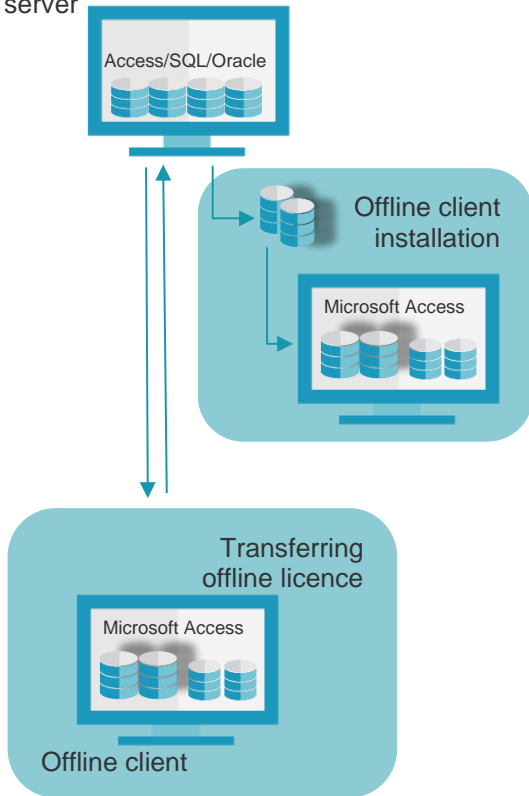 server
Access/SQL/Oracle
Offline client
installation
Microsoft Access
Transferring
offline licence
Microsoft Access
Offline client